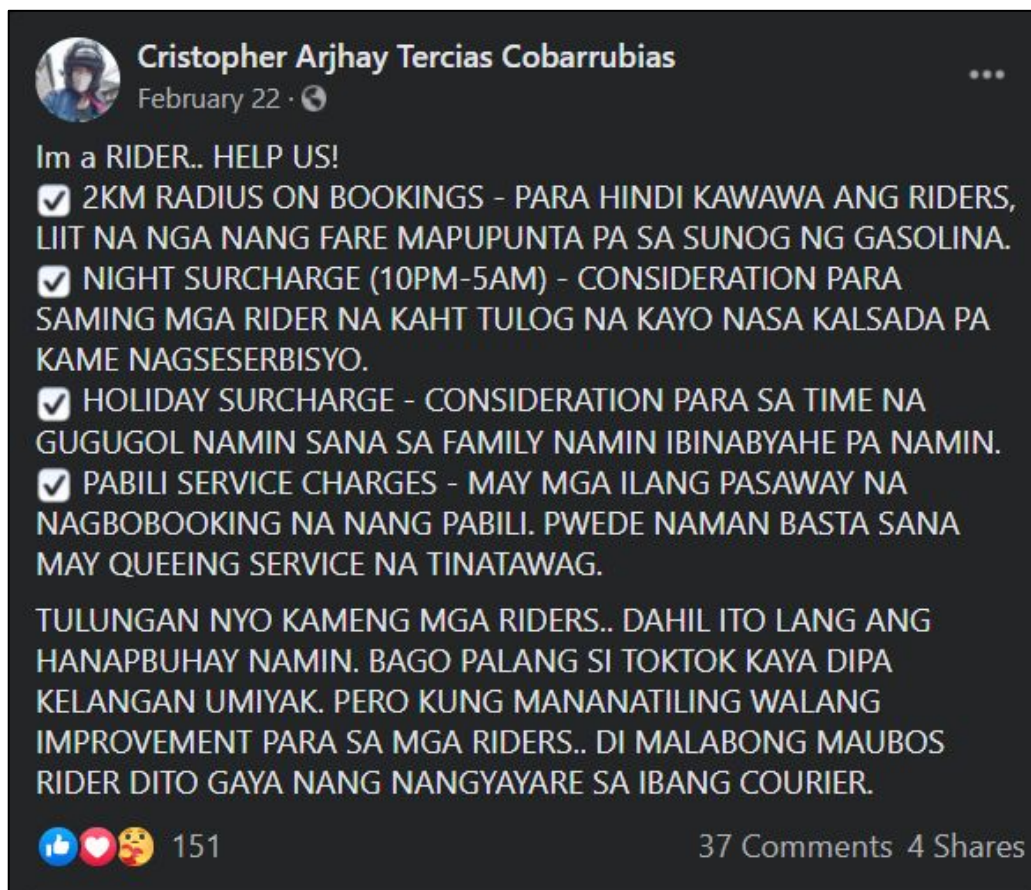 Cristopher Arjhay Tercias Cobarrubias
February 22 ·
Im a RIDER.. HELP US!
2KM RADIUS ON BOOKINGS - PARA HINDI KAWAWA ANG RIDERS,
LIIT NA NGA NANG FARE MAPUPUNTA PA SA SUNOG NG GASOLINA.
NIGHT SURCHARGE (10PM-5AM) - CONSIDERATION PARA
SAMING MGA RIDER NA KAHT TULOG NA KAYO NASA KALSADA PA
KAME NAGSESERBISYO.
HOLIDAY SURCHARGE - CONSIDERATION PARA SA TIME NA
GUGUGOL NAMIN SANA SA FAMILY NAMIN IBINABYAHE PA NAMIN.
PABILI SERVICE CHARGES - MAY MGA ILANG PASAWAY NA
NAGBOBOOKING NA NANG PABILI. PWEDE NAMAN BASTA SANA
MAY QUEEING SERVICE NA TINATAWAG.
TULUNGAN NYO KAMENG MGA RIDERS.. DAHIL ITO LANG ANG
HANAPBUHAY NAMIN. BAGO PALANG SI TOKTOK KAYA DIPA
KELANGAN UMIYAK. PERO KUNG MANANATILING WALANG
IMPROVEMENT PARA SA MGA RIDERS.. DI MALABONG MAUBOS
RIDER DITO GAYA NANG NANGYAYARE SA IBANG COURIER.
151
37 Comments 4 Shares